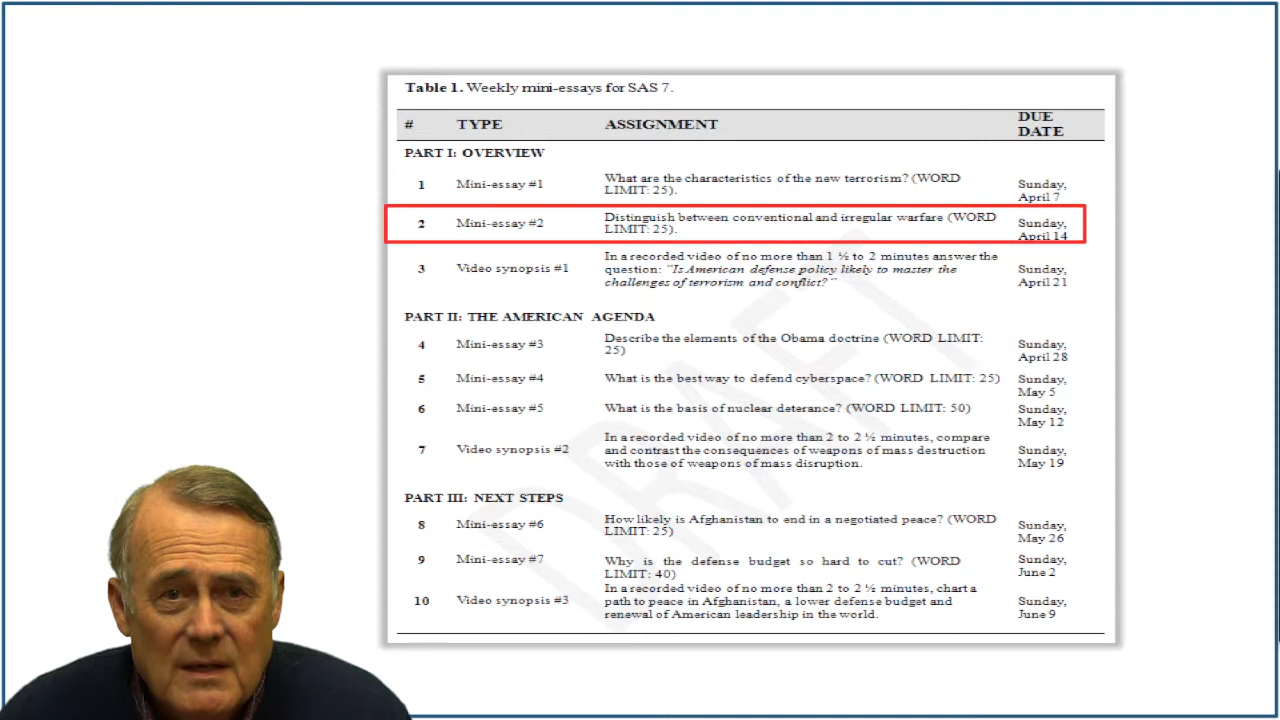 Table 1. Weekly mini-essays for SAS 7.
# TYPE ASSIGNMENT DUE DATE
PART I: OVERVIEW
1 Mini-essay #1 What are the characteristics of the new terrorism? (WORD
LIMIT: 25). Sunday,
April 7
2 Mini-essay #2 Distinguish between conventional and irregular warfare (WORD
LIMIT: 25). Sunday,
April 14
3 Video synopsis #1 In a recorded video of no more than 1 ½ to 2 minutes answer the
question: "Is American defense policy likely to master the Sunday,
challenges of terrorism and conflict?" April 21
PART II: THE AMERICAN AGENDA
4 Mini-essay #3 Describe the elements of the Obama doctrine (WORD LIMIT:
25) Sunday,
April 28
5 Mini-essay #4 What is the best way to defend cyberspace? (WORD LIMIT: 25) Sunday,
May 5
6 Mini-essay #5 What is the basis of nuclear deterance? (WORD LIMIT: 50) Sunday,
May 12
7 Video synopsis #2 In a recorded video of no more than 2 to 2 ½ minutes, compare
and contrast the consequences of weapons of mass destruction Sunday,
with those of weapons of mass disruption. May 19
PART III: NEXT STEPS
8 Mini-essay #6 How likely is Afghanistan to end in a negotiated peace? (WORD
LIMIT: 25) Sunday,
May 26
9 Mini-essay #7 Why is the defense budget so hard to cut? (WORD Sunday,
LIMIT: 40) June 2
10 Video synopsis #3 In a recorded video of no more than 2 to 2 ½ minutes, chart a
path to peace in Afghanistan, a lower defense budget and Sunday,
renewal of American leadership in the world. June 9
DRAFT